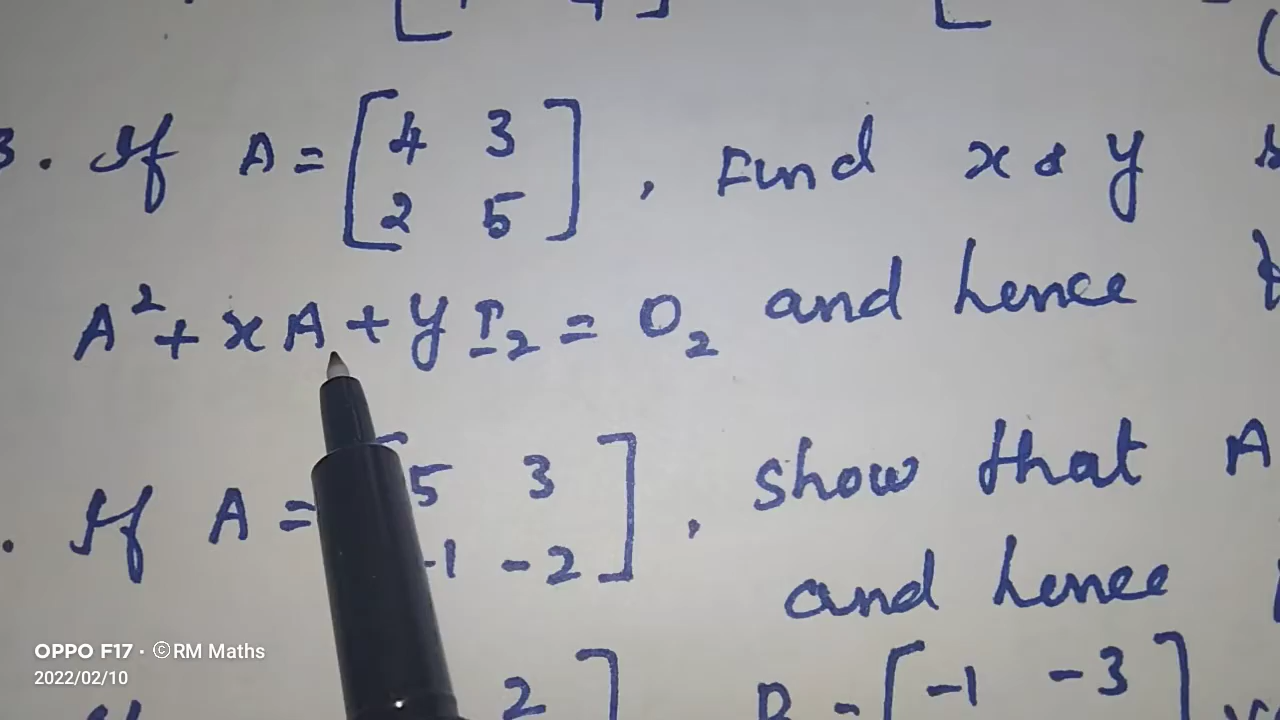 3. If A = [4 3
2 5], Find x & y
A² + xA + y I₂ = O₂ and hence
. If A = [5 3
-1 -2], show that A
and hence
2] B = [-1 -3]
OPPO F17 · ©RM Maths
2022/02/10